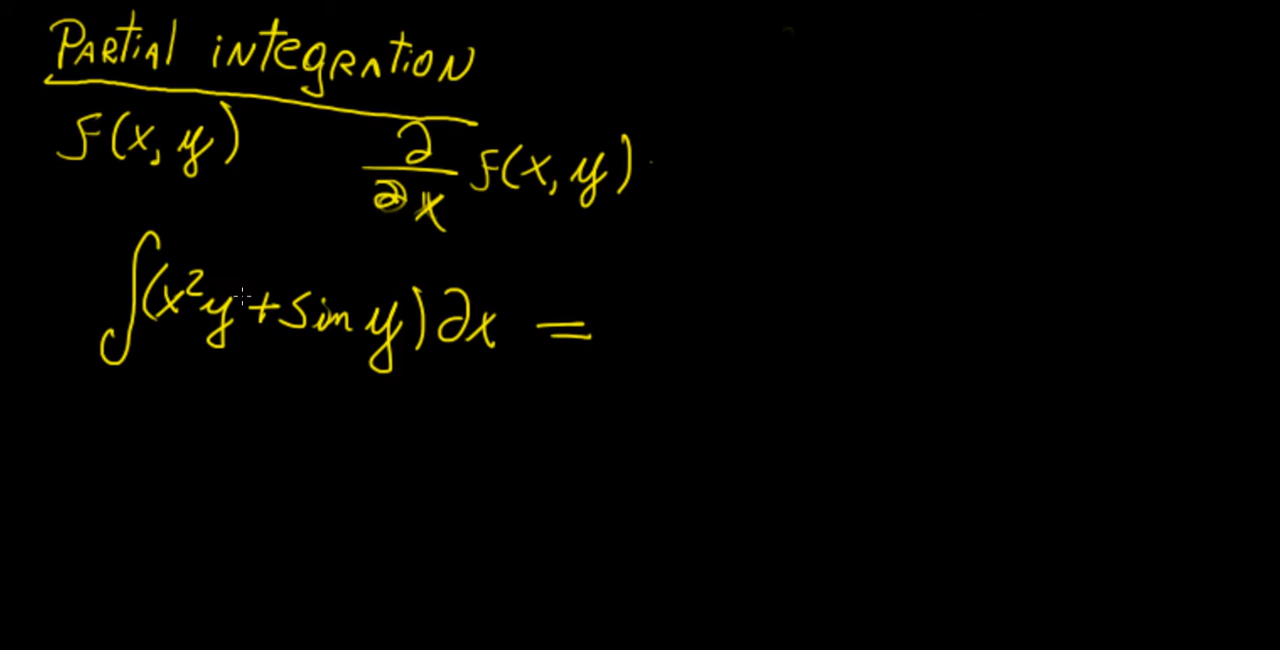 Partial integration
f(x, y) ∂/∂x f(x, y)
∫(x²y + sin y) ∂x =